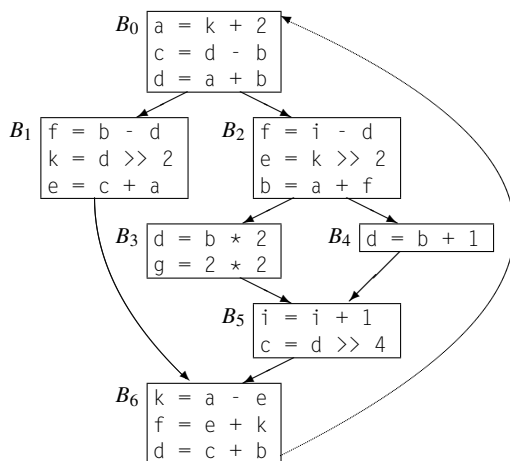 B0
a = k + 2
c = d - b
d = a + b
B1
f = b - d
k = d >> 2
e = c + a
B2
f = i - d
e = k >> 2
b = a + f
B3
d = b * 2
g = 2 * 2
B4
d = b + 1
B5
i = i + 1
c = d >> 4
B6
k = a - e
f = e + k
d = c + b